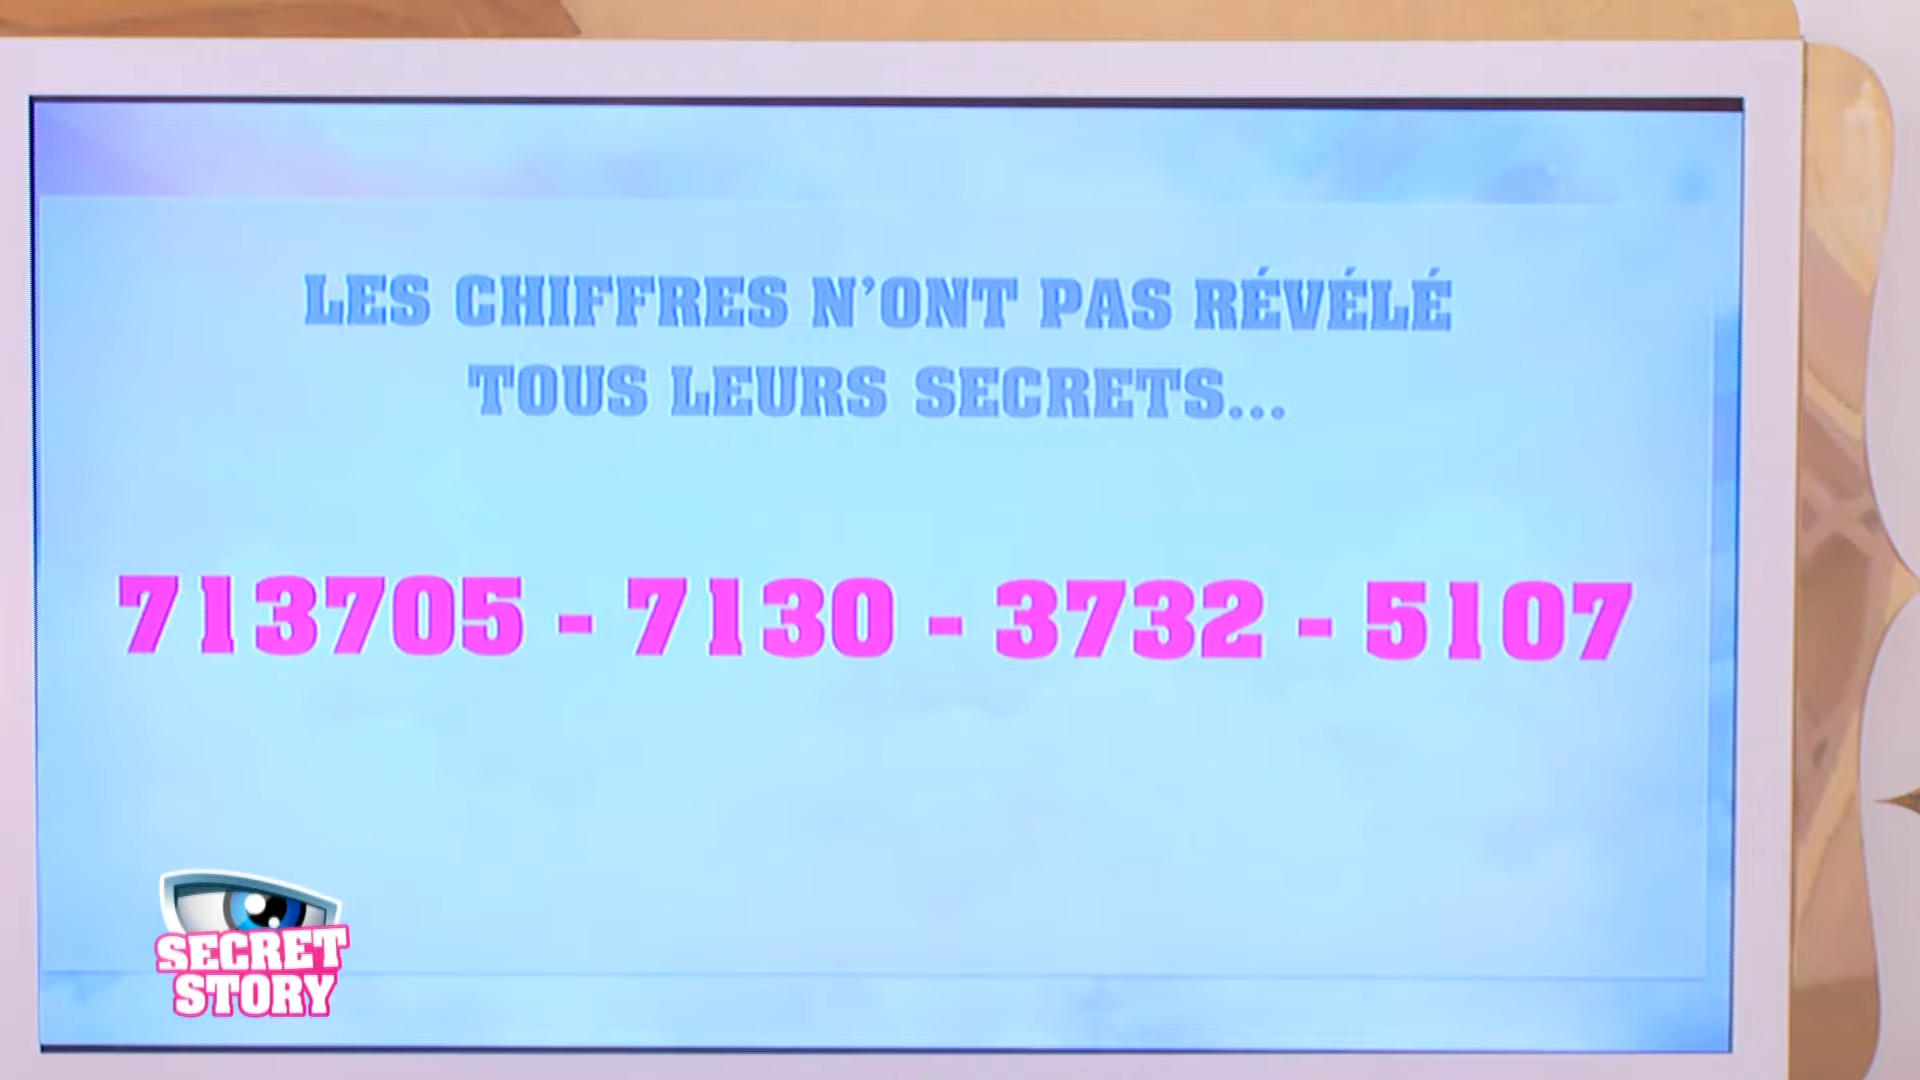 LES CHIFFRES N'ONT PAS RÉVÉLÉ
TOUS LEURS SECRETS...
713705 - 7130 - 3732 - 5107
SECRET
STORY